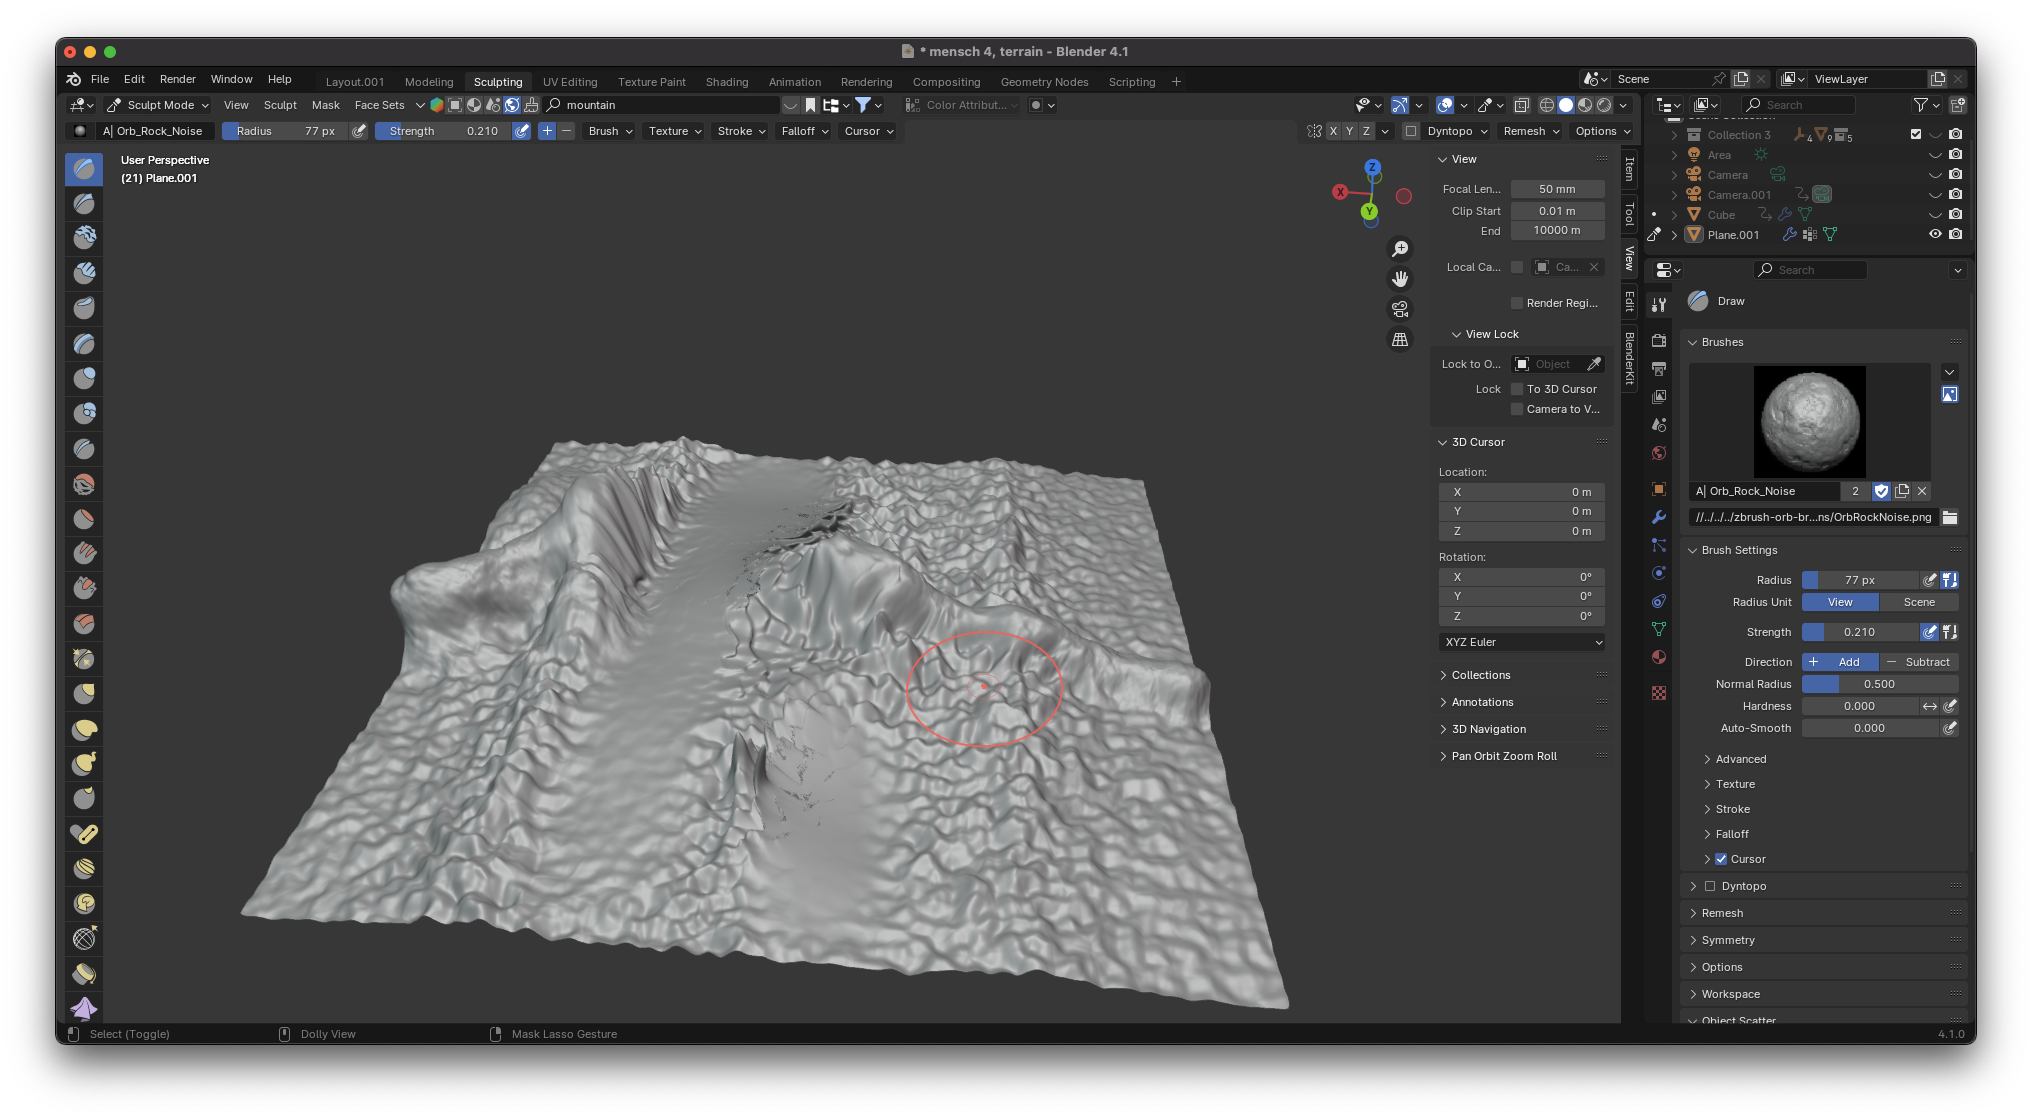 * mensch 4, terrain - Blender 4.1
File Edit Render Window Help
Layout.001 Modeling Sculpting UV Editing Texture Paint Shading Animation Rendering Compositing Geometry Nodes Scripting +
Scene
ViewLayer
Sculpt Mode View Sculpt Mask Face Sets
mountain
Color Attribut...
Search
A| Orb_Rock_Noise
Radius 77 px
Strength 0.210
Brush Texture Stroke Falloff Cursor
X Y Z
Dyntopo Remesh Options
User Perspective
(21) Plane.001
Z
X
Y
View
Focal Len... 50 mm
Clip Start 0.01 m
End 10000 m
Local Ca... Ca...
Render Regi...
View Lock
Lock to O... Object
Lock To 3D Cursor
Camera to V...
3D Cursor
Location:
X 0 m
Y 0 m
Z 0 m
Rotation:
X 0°
Y 0°
Z 0°
XYZ Euler
Collections
Annotations
3D Navigation
Pan Orbit Zoom Roll
Item
Tool
View
Edit
BlenderKit
Collection 3 4 9 5
Area
Camera
Camera.001
Cube
Plane.001
Search
Draw
Brushes
A| Orb_Rock_Noise 2
//../../../zbrush-orb-br...ns/OrbRockNoise.png
Brush Settings
Radius 77 px
Radius Unit View Scene
Strength 0.210
Direction + Add − Subtract
Normal Radius 0.500
Hardness 0.000
Auto-Smooth 0.000
Advanced
Texture
Stroke
Falloff
Cursor
Dyntopo
Remesh
Symmetry
Options
Workspace
Object Scatter
Select (Toggle)
Dolly View
Mask Lasso Gesture
4.1.0